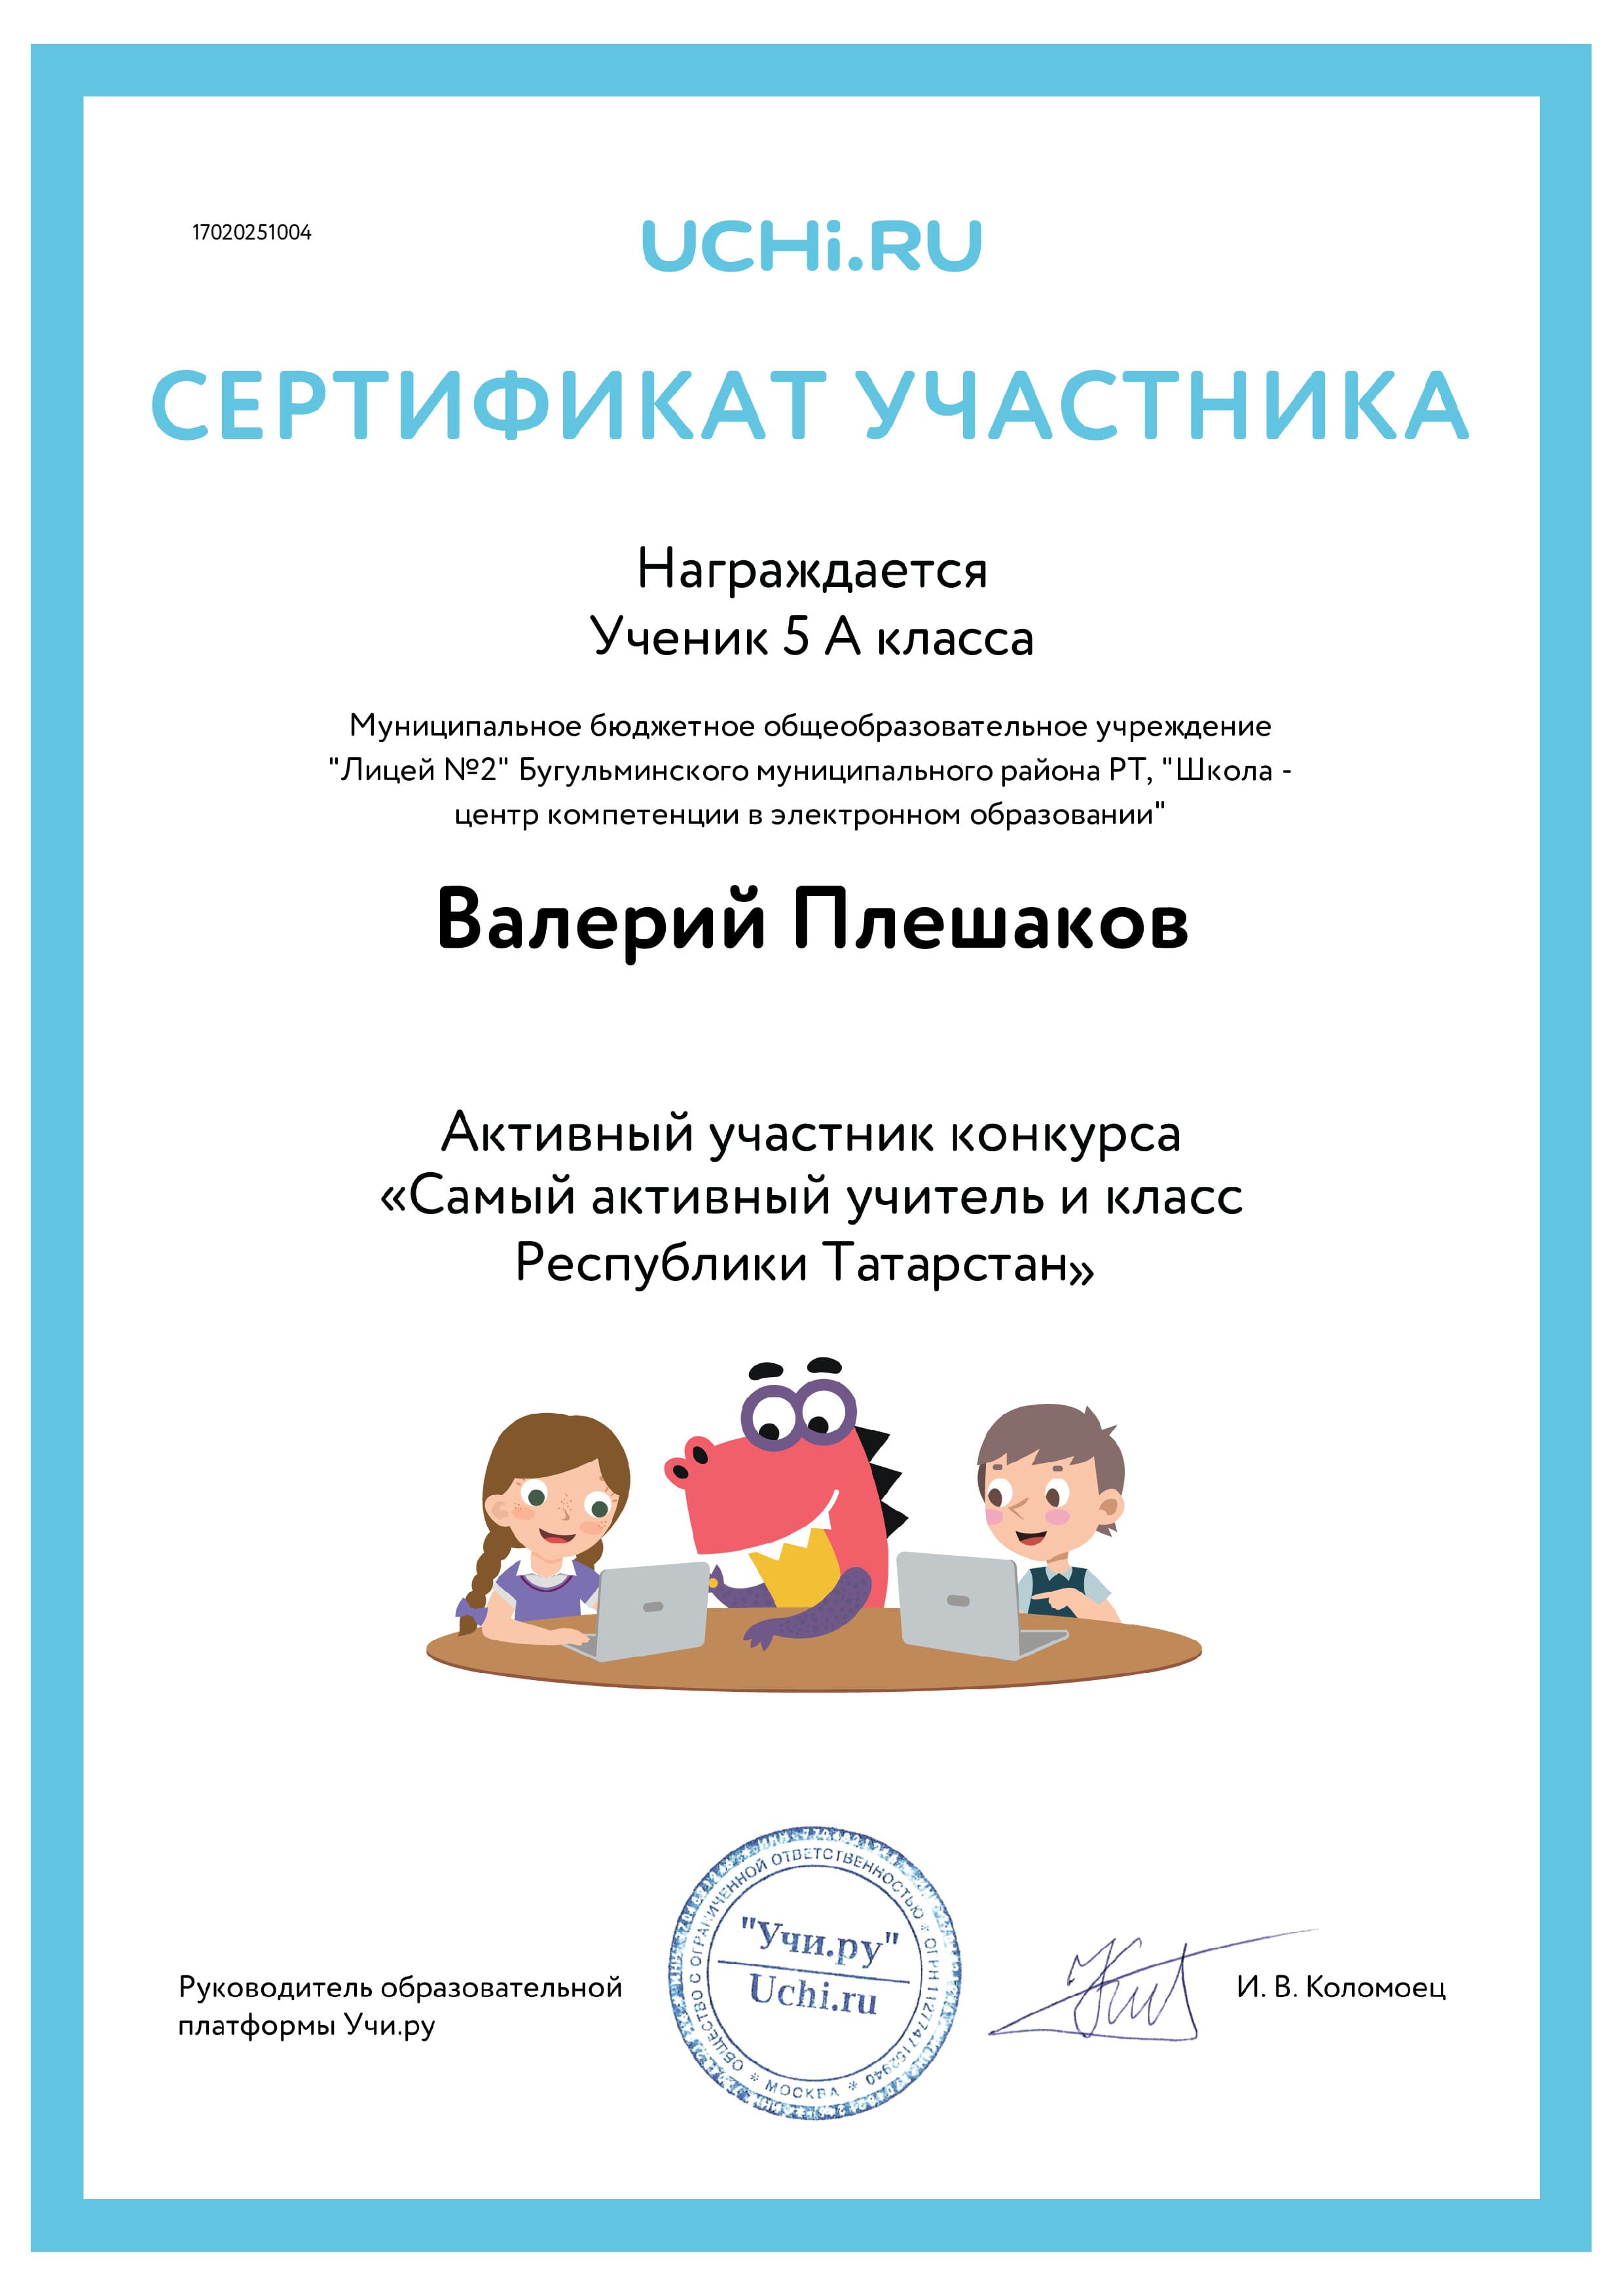 17020251004
UCHi.RU
СЕРТИФИКАТ УЧАСТНИКА
Награждается
Ученик 5 А класса
Муниципальное бюджетное общеобразовательное учреждение
"Лицей №2" Бугульминского муниципального района РТ, "Школа -
центр компетенции в электронном образовании"
Валерий Плешаков
Активный участник конкурса
«Самый активный учитель и класс
Республики Татарстан»
Руководитель образовательной
платформы Учи.ру
ОБЩЕСТВО С ОГРАНИЧЕННОЙ ОТВЕТСТВЕННОСТЬЮ * ОГРН 1127747152940
* МОСКВА *
"Учи.ру"
Uchi.ru
И. В. Коломоец